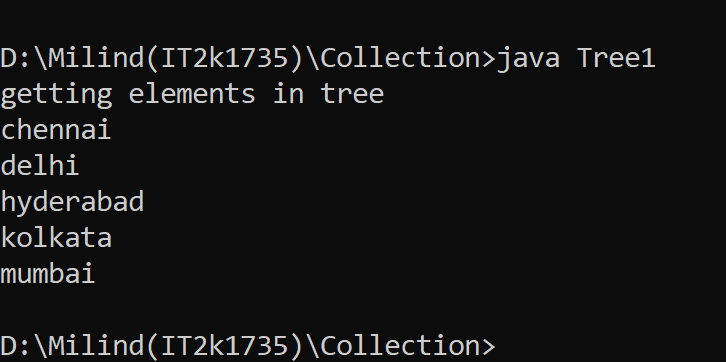 D:\Milind(IT2k1735)\Collection>java Tree1
getting elements in tree
chennai
delhi
hyderabad
kolkata
mumbai
D:\Milind(IT2k1735)\Collection>